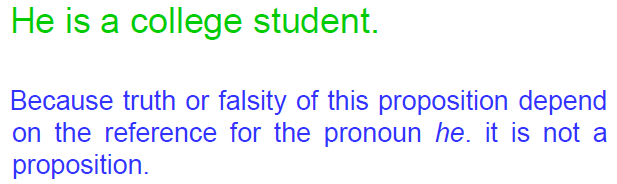 He is a college student.
Because truth or falsity of this proposition depend
on the reference for the pronoun he. it is not a
proposition.